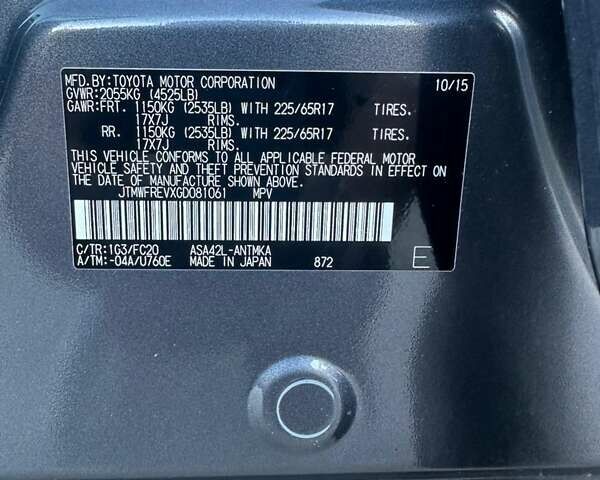 MFD.BY:TOYOTA MOTOR CORPORATION 10/15
GVWR:2055KG (4525LB)
GAWR:FRT. 1150KG (2535LB) WITH 225/65R17 TIRES.
17X7J RIMS.
RR. 1150KG (2535LB) WITH 225/65R17 TIRES.
17X7J RIMS.
THIS VEHICLE CONFORMS TO ALL APPLICABLE FEDERAL MOTOR
VEHICLE SAFETY AND THEFT PREVENTION STANDARDS IN EFFECT
ON THE DATE OF MANUFACTURE SHOWN ABOVE.
JTMWFREVXGD081061 MPV
C/TR:1G3/FC20 ASA42L-ANTMKA
A/TM:-04A/U760E MADE IN JAPAN 872 E